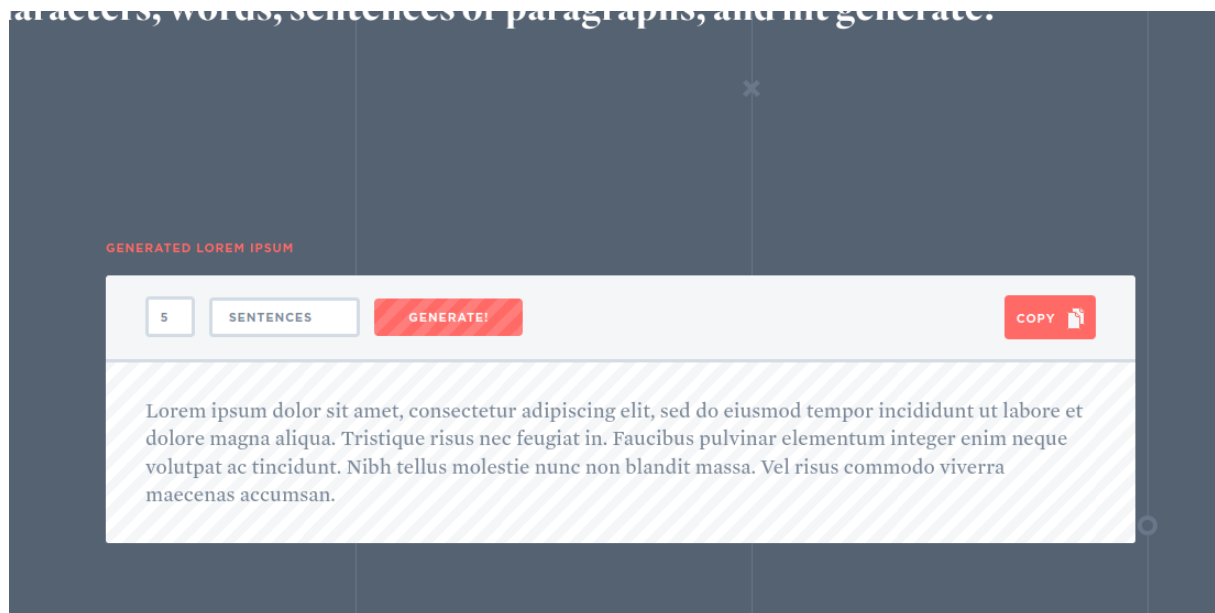 aracters, words, sentences or paragraphs, and hit generate.
GENERATED LOREM IPSUM
5 SENTENCES GENERATE! COPY
Lorem ipsum dolor sit amet, consectetur adipiscing elit, sed do eiusmod tempor incididunt ut labore et
dolore magna aliqua. Tristique risus nec feugiat in. Faucibus pulvinar elementum integer enim neque
volutpat ac tincidunt. Nibh tellus molestie nunc non blandit massa. Vel risus commodo viverra
maecenas accumsan.